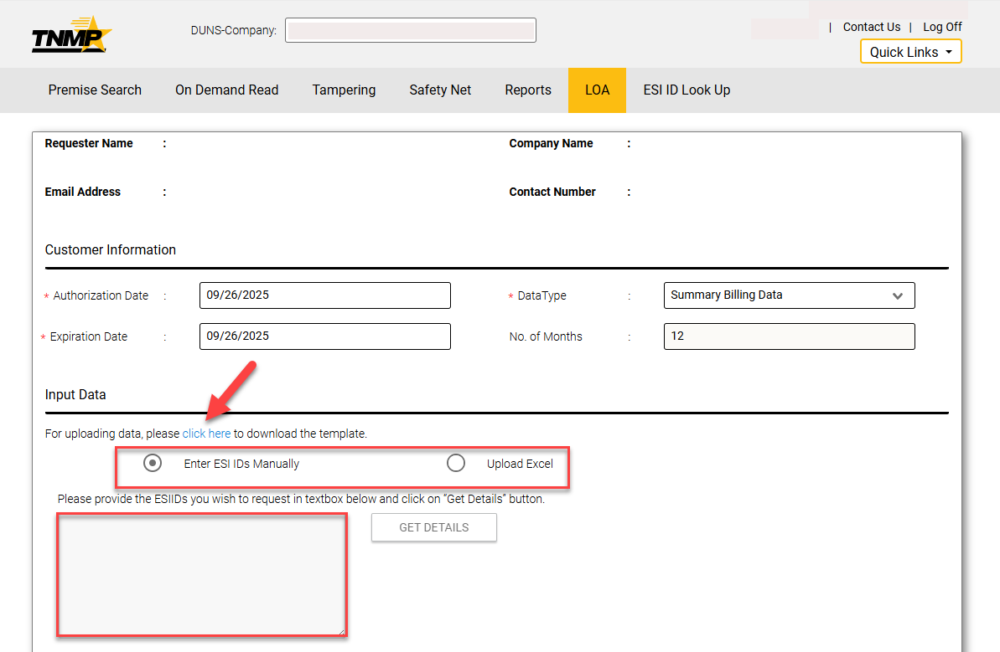 TNMP
DUNS-Company:
| Contact Us | Log Off
Quick Links
Premise Search On Demand Read Tampering Safety Net Reports LOA ESI ID Look Up
Requester Name : Company Name :
Email Address : Contact Number :
Customer Information
* Authorization Date : 09/26/2025 * DataType : Summary Billing Data
* Expiration Date : 09/26/2025 No. of Months : 12
Input Data
For uploading data, please click here to download the template.
Enter ESI IDs Manually Upload Excel
Please provide the ESIIDs you wish to request in textbox below and click on “Get Details” button.
GET DETAILS